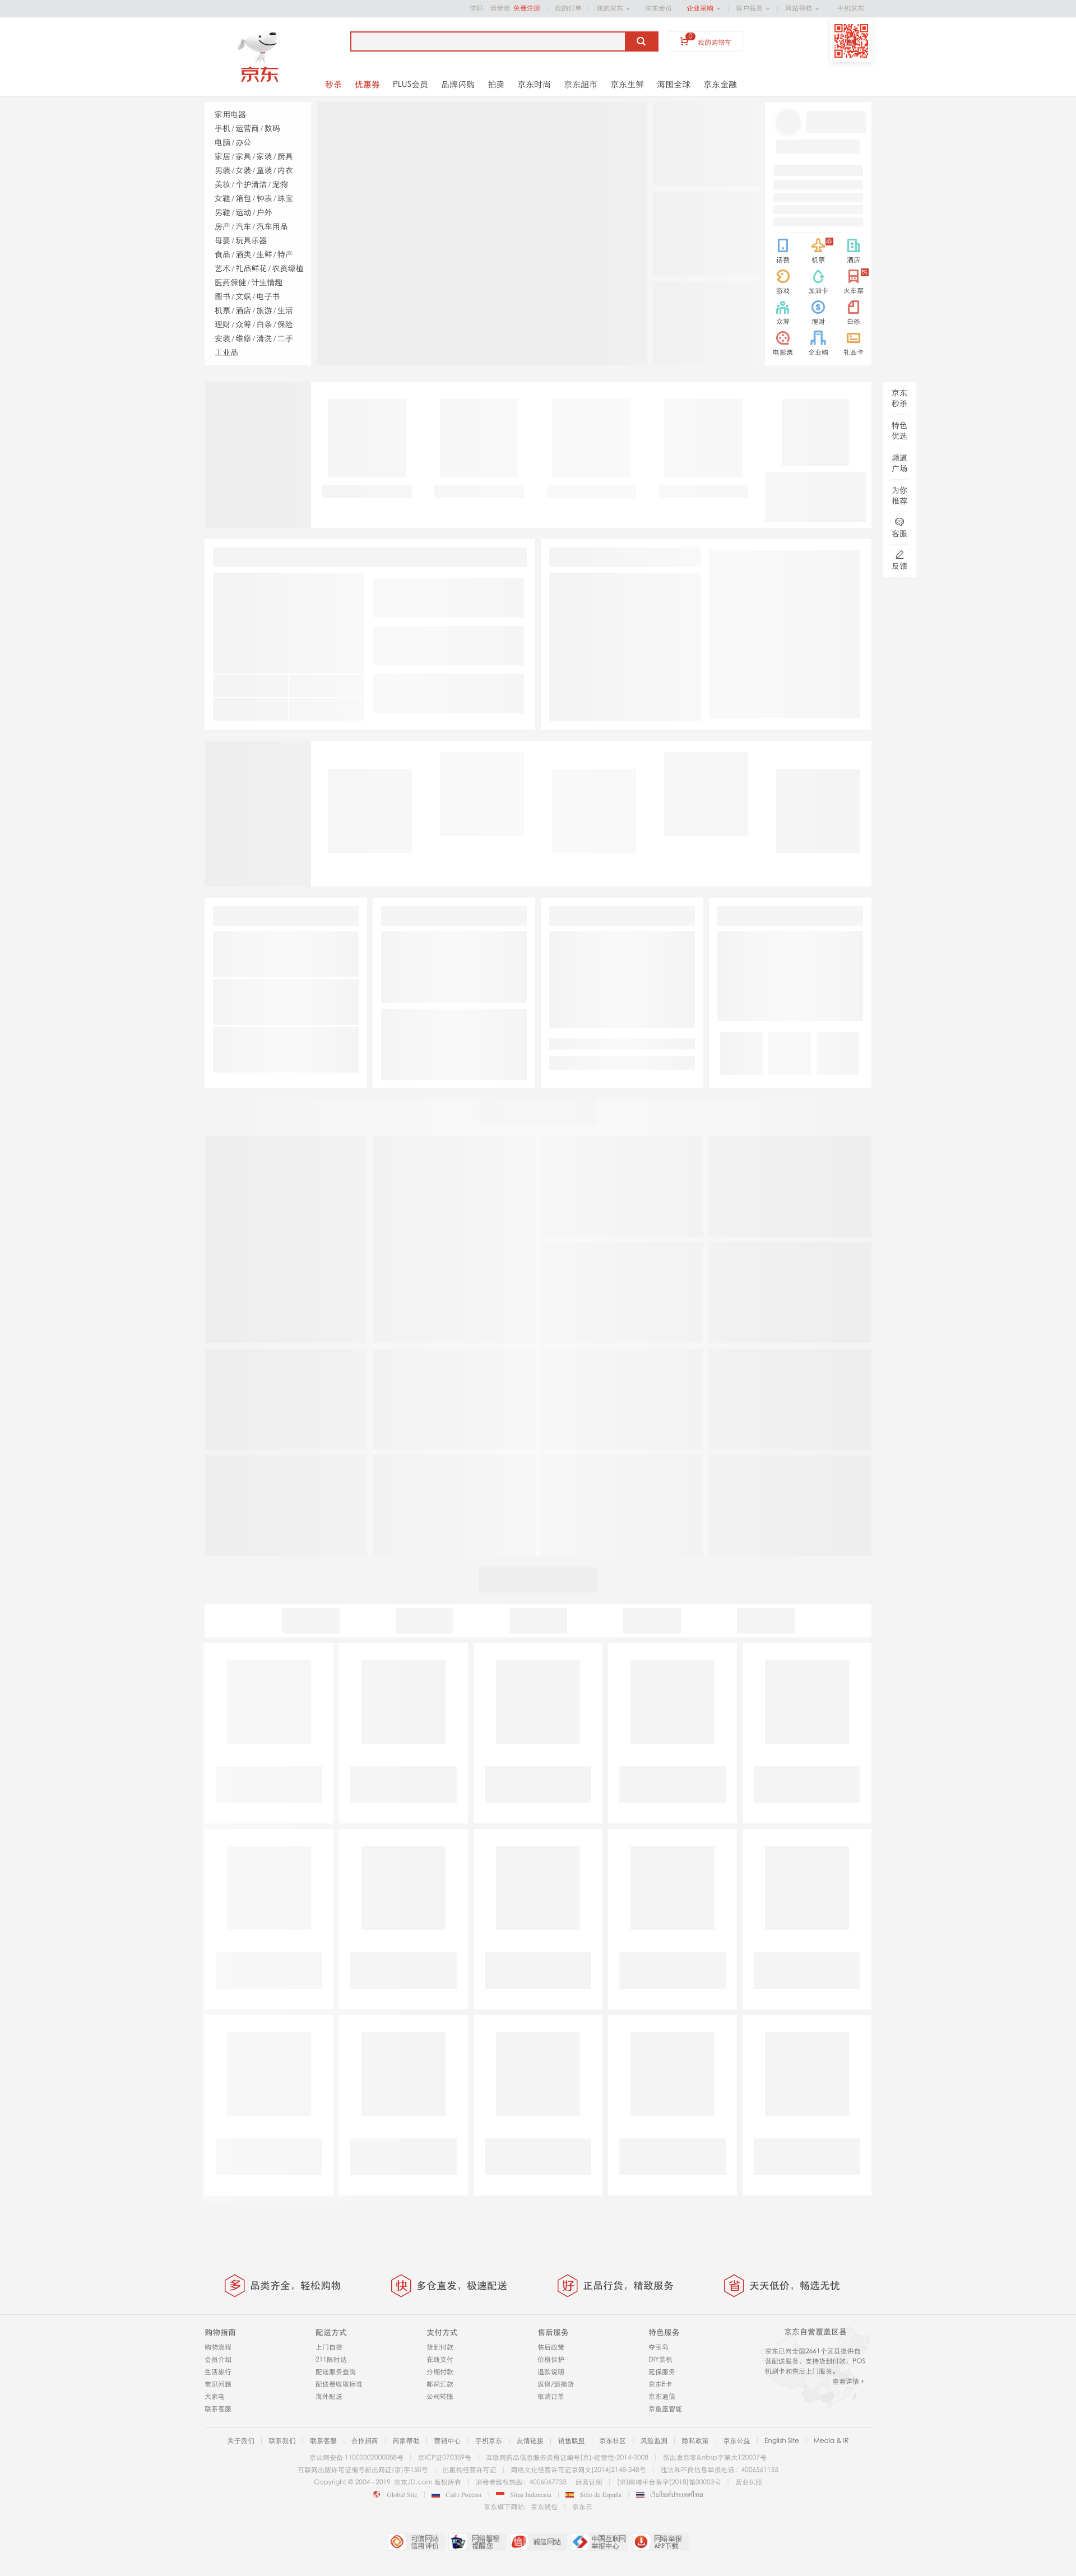 你好，请登录 免费注册 我的订单 我的京东 京东会员 企业采购 客户服务 网站导航 手机京东
京东
0 我的购物车
秒杀 优惠券 PLUS会员 品牌闪购 拍卖 京东时尚 京东超市 京东生鲜 海囤全球 京东金融
家用电器
手机 / 运营商 / 数码
电脑 / 办公
家居 / 家具 / 家装 / 厨具
男装 / 女装 / 童装 / 内衣
美妆 / 个护清洁 / 宠物
女鞋 / 箱包 / 钟表 / 珠宝
男鞋 / 运动 / 户外
房产 / 汽车 / 汽车用品
母婴 / 玩具乐器
食品 / 酒类 / 生鲜 / 特产
艺术 / 礼品鲜花 / 农资绿植
医药保健 / 计生情趣
图书 / 文娱 / 电子书
机票 / 酒店 / 旅游 / 生活
理财 / 众筹 / 白条 / 保险
安装 / 维修 / 清洗 / 二手
工业品
话费 机票 酒店
游戏 加油卡 火车票
众筹 理财 白条
电影票 企业购 礼品卡
京东
秒杀
特色
优选
频道
广场
为你
推荐
客服
反馈
多 品类齐全，轻松购物 快 多仓直发，极速配送 好 正品行货，精致服务 省 天天低价，畅选无忧
购物指南 配送方式 支付方式 售后服务 特色服务 京东自营覆盖区县
购物流程 上门自提 货到付款 售后政策 夺宝岛
会员介绍 211限时达 在线支付 价格保护 DIY装机
生活旅行 配送服务查询 分期付款 退款说明 延保服务
常见问题 配送费收取标准 邮局汇款 返修/退换货 京东E卡
大家电 海外配送 公司转账 取消订单 京东通信
联系客服 京鱼座智能
京东已向全国2661个区县提供自
营配送服务，支持货到付款、POS
机刷卡和售后上门服务。
查看详情 ›
关于我们 联系我们 联系客服 合作招商 商家帮助 营销中心 手机京东 友情链接 销售联盟 京东社区 风险监测 隐私政策 京东公益 English Site Media & IR
京公网安备 11000002000088号 京ICP证070359号 互联网药品信息服务资格证编号(京)-经营性-2014-0008 新出发京零&nbsp字第大120007号
互联网出版许可证编号新出网证(京)字150号 出版物经营许可证 网络文化经营许可证京网文[2014]2148-348号 违法和不良信息举报电话：4006561155
Copyright © 2004 - 2019 京东JD.com 版权所有 消费者维权热线：4006067733 经营证照 (京)网械平台备字(2018)第00003号 营业执照
Global Site Сайт России Situs Indonesia Sitio de España เว็บไซต์ประเทศไทย
京东旗下网站：京东钱包 京东云
可信网站 网络警察 诚信网站 中国互联网 网络举报
信用评价 提醒您 举报中心 APP下载